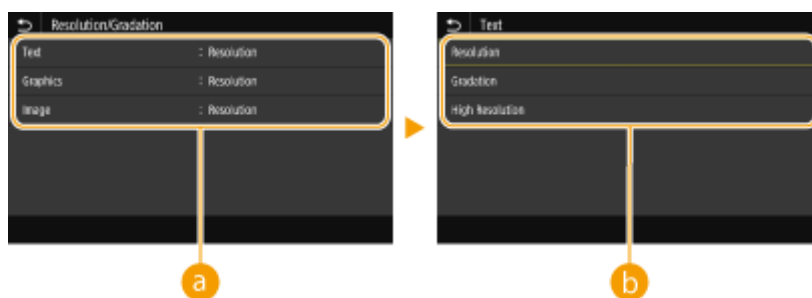 Resolution/Gradation
Text : Resolution
Graphics : Resolution
Image : Resolution
a
Text
Resolution
Gradation
High Resolution
b